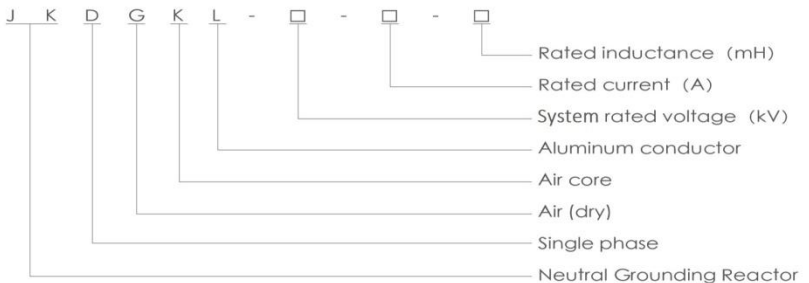 J K D G K L - □ - □ - □
Rated inductance (mH)
Rated current (A)
System rated voltage (kV)
Aluminum conductor
Air core
Air (dry)
Single phase
Neutral Grounding Reactor